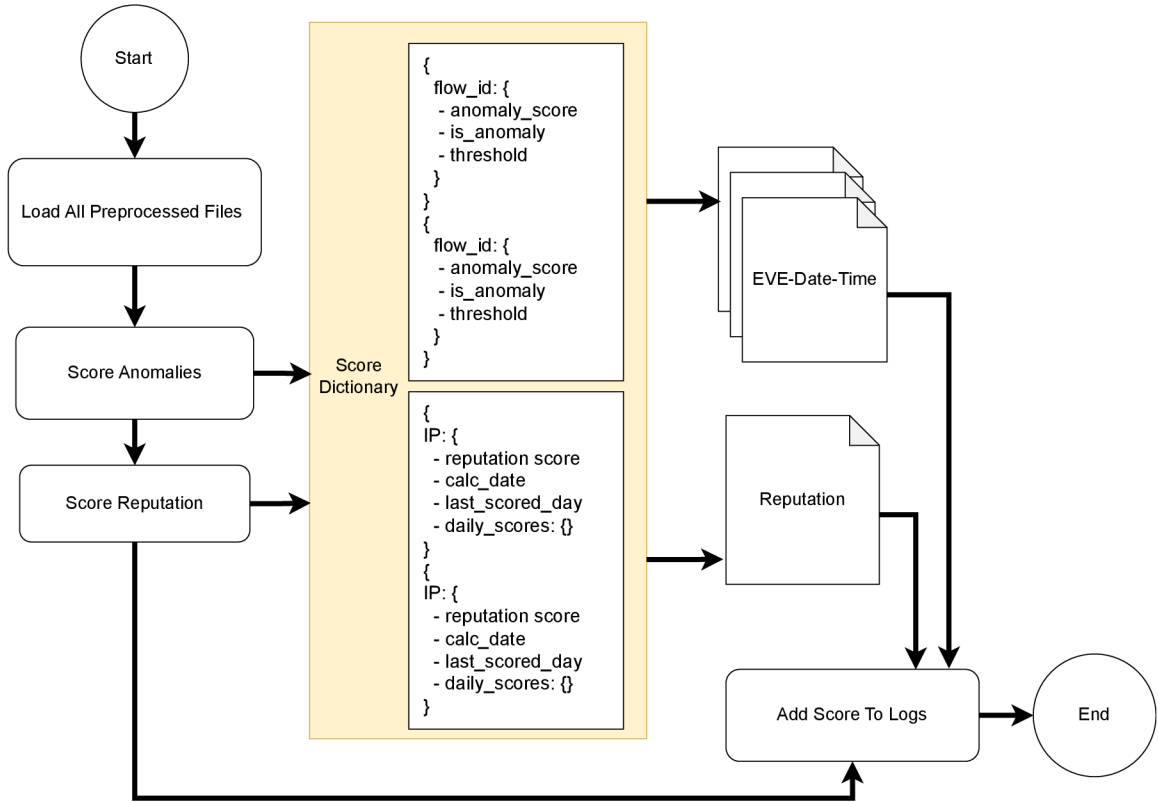 Start
Load All Preprocessed Files
Score Anomalies
Score Reputation
Score
Dictionary
{
flow_id: {
- anomaly_score
- is_anomaly
- threshold
}
}
{
flow_id: {
- anomaly_score
- is_anomaly
- threshold
}
}
{
IP: {
- reputation score
- calc_date
- last_scored_day
- daily_scores: {}
}
{
IP: {
- reputation score
- calc_date
- last_scored_day
- daily_scores: {}
}
EVE-Date-Time
Reputation
Add Score To Logs
End